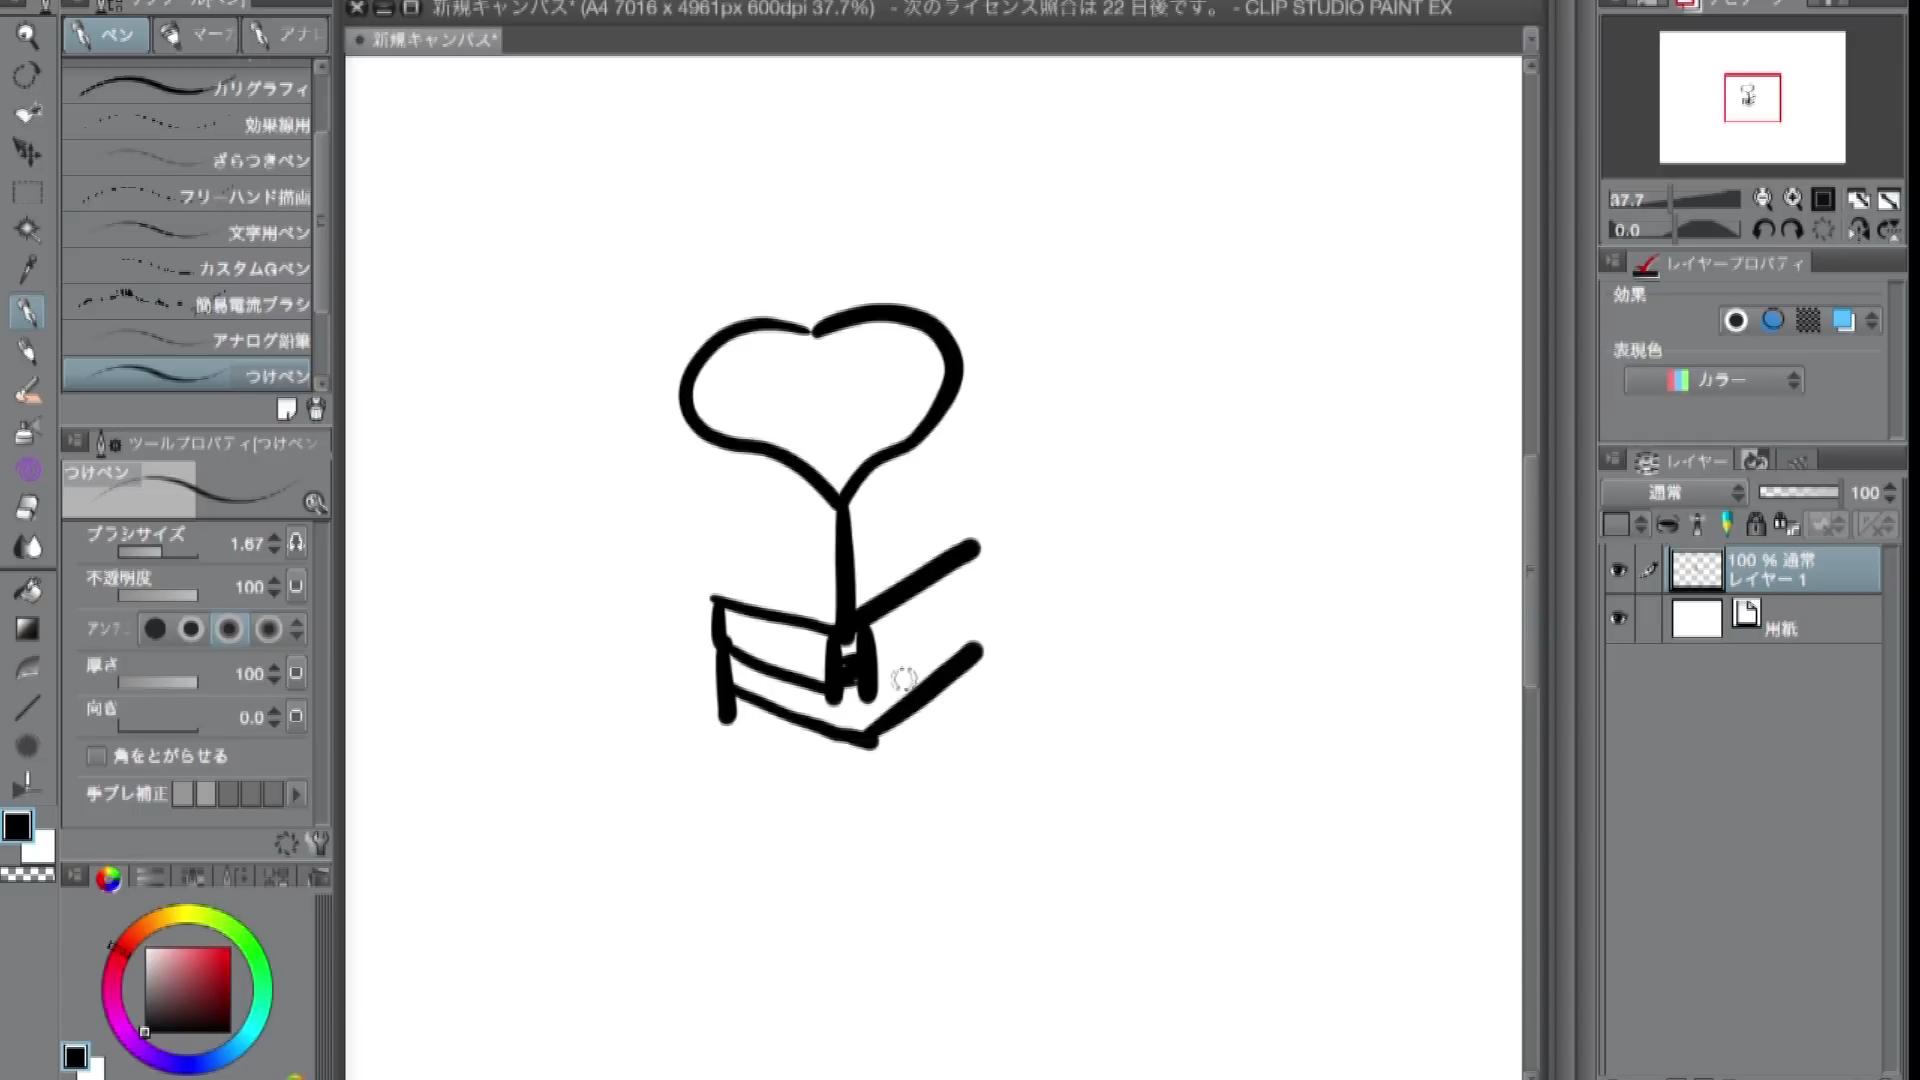 新規キャンバス* (A4 7016 x 4961px 600dpi 37.7%) - 次のライセンス照合は 22 日後です。 - CLIP STUDIO PAINT EX
ペン
マー
アナ
新規キャンバス*
カリグラフィ
効果線用
ざらつきペン
フリーハンド描画
文字用ペン
カスタムGペン
簡易電流ブラシ
アナログ鉛筆
つけペン
ツールプロパティ[つけペン
つけペン
ブラシサイズ 1.67
不透明度 100
アンチ
厚さ 100
向き 0.0
角をとがらせる
手ブレ補正
37.7
0.0
レイヤープロパティ
効果
表現色
カラー
レイヤー
通常 100
100 % 通常
レイヤー 1
用紙